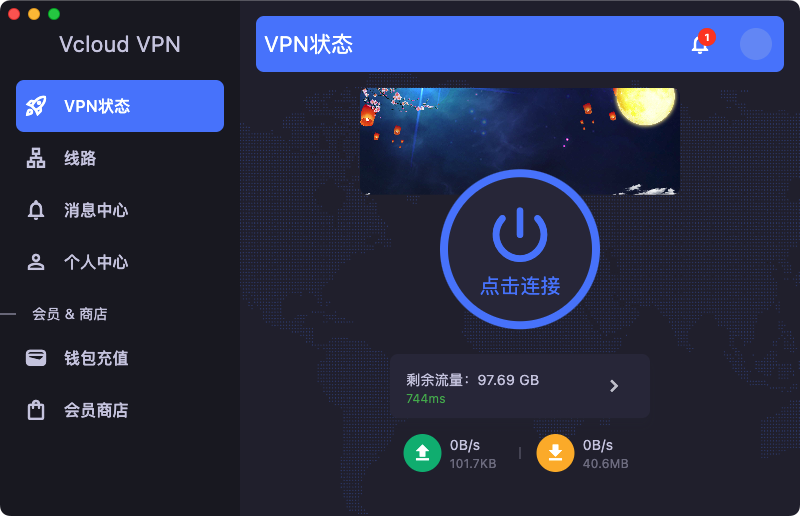 Vcloud VPN
VPN状态
线路
消息中心
个人中心
会员 & 商店
钱包充值
会员商店
VPN状态
1
点击连接
剩余流量：97.69 GB
744ms
0B/s
101.7KB
0B/s
40.6MB